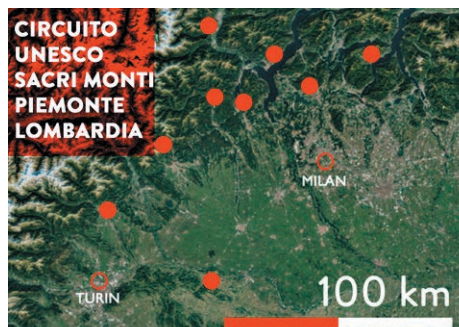 CIRCUITO
UNESCO
SACRI MONTI
PIEMONTE
LOMBARDIA
MILAN
TURIN
100 km